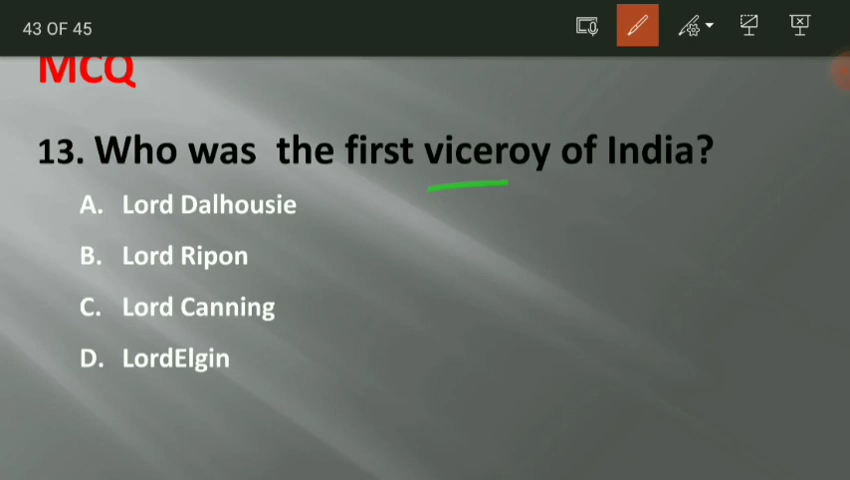 43 OF 45
MCQ
13. Who was the first viceroy of India?
A. Lord Dalhousie
B. Lord Ripon
C. Lord Canning
D. LordElgin